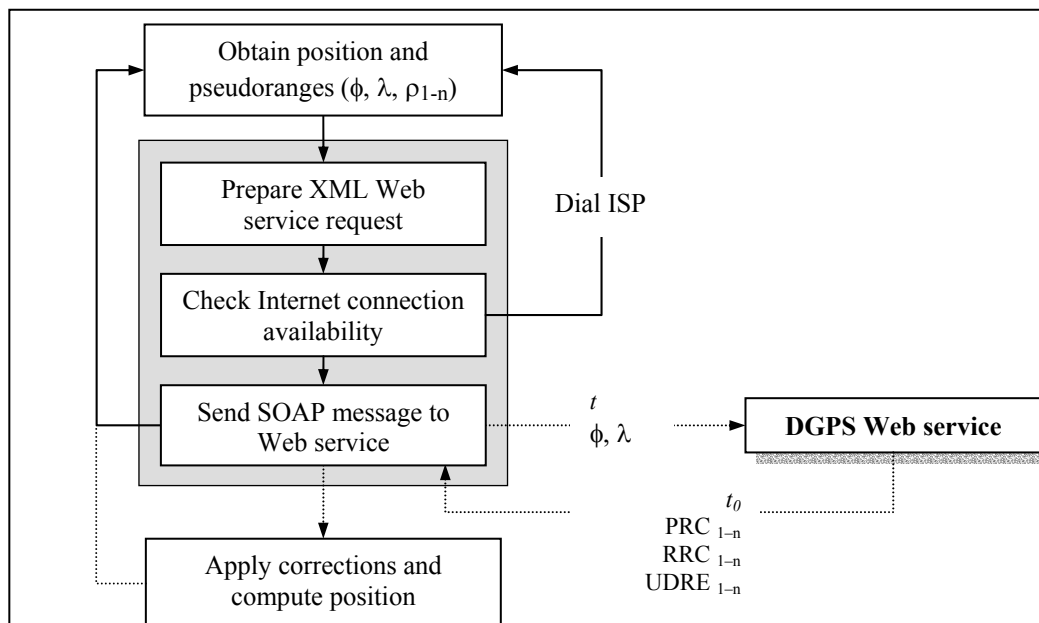 Obtain position and
pseudoranges (ϕ, λ, ρ1-n)
Prepare XML Web
service request
Dial ISP
Check Internet connection
availability
Send SOAP message to
Web service
t
ϕ, λ
DGPS Web service
t0
PRC 1–n
RRC 1–n
UDRE 1–n
Apply corrections and
compute position